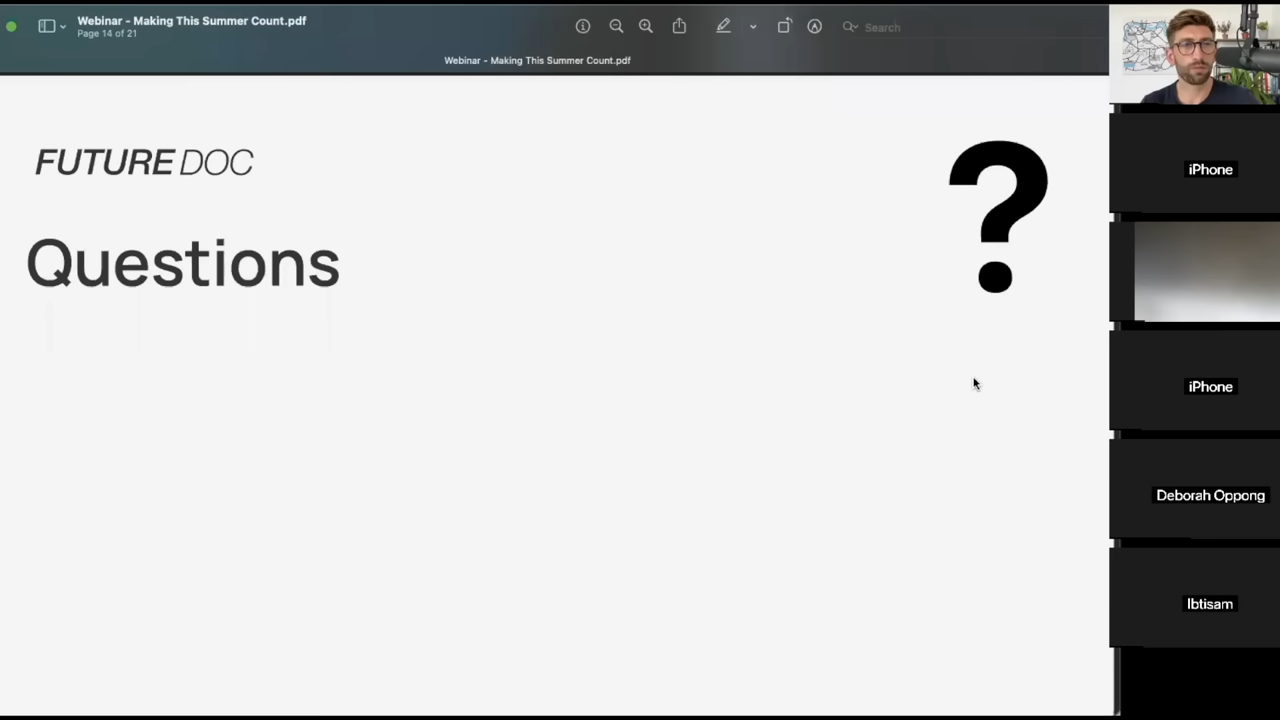 Webinar - Making This Summer Count.pdf
Page 14 of 21
Search
Webinar - Making This Summer Count.pdf
FUTURE DOC
?
Questions
iPhone
iPhone
Deborah Oppong
Ibtisam